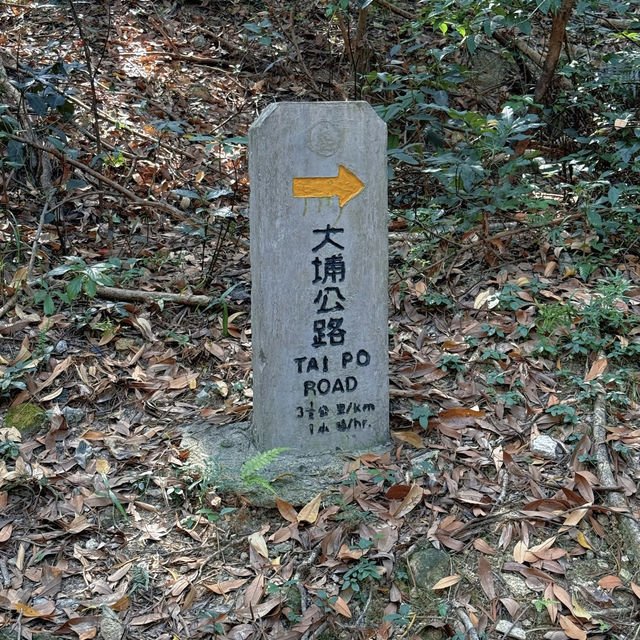 大
埔
公
路
TAI PO
ROAD
3½公里/km
1小時/hr.